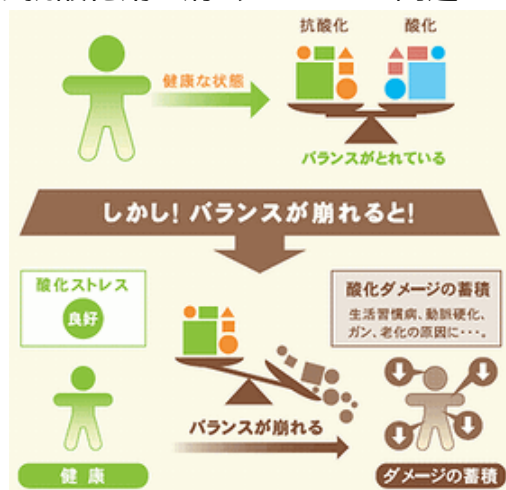 抗酸化
酸化
健康な状態
バランスがとれている
しかし! バランスが崩れると!
酸化ストレス
良好
酸化ダメージの蓄積
生活習慣病、動脈硬化、
ガン、老化の原因に・・・。
バランスが崩れる
健康
ダメージの蓄積